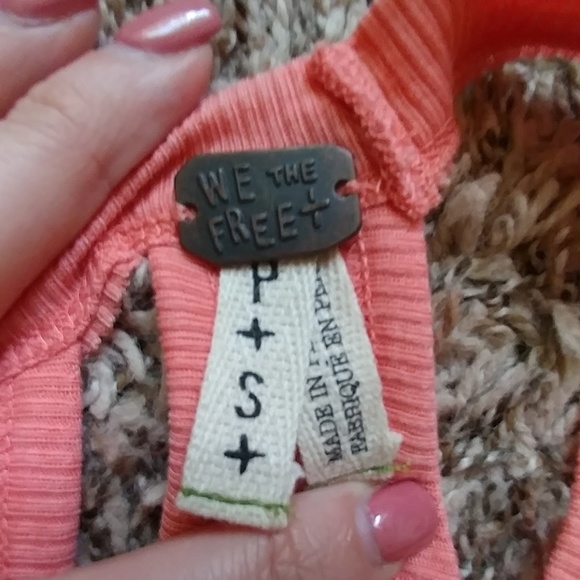 WE THE
FREE+
P
+
S
+
MADE IN
FABRIQUE EN